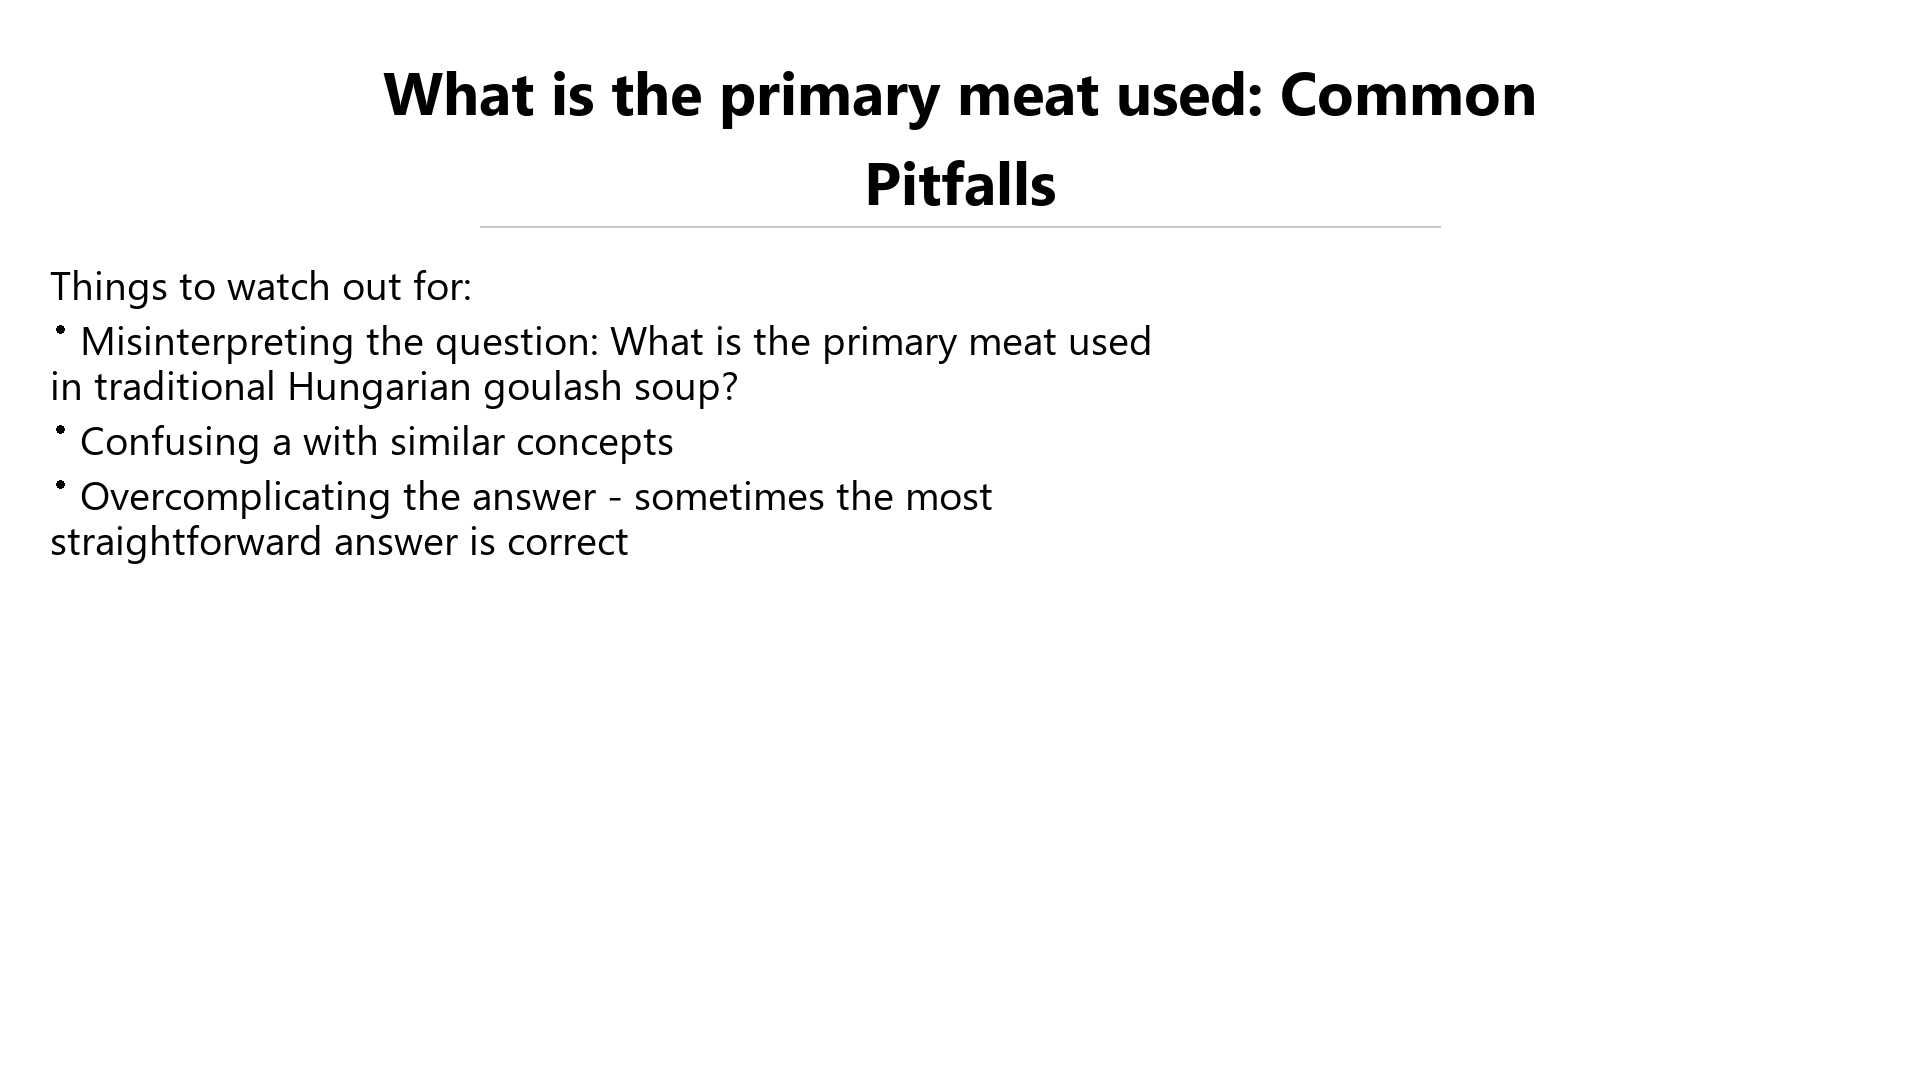 What is the primary meat used: Common
Pitfalls
Things to watch out for:
• Misinterpreting the question: What is the primary meat used
in traditional Hungarian goulash soup?
• Confusing a with similar concepts
• Overcomplicating the answer - sometimes the most
straightforward answer is correct